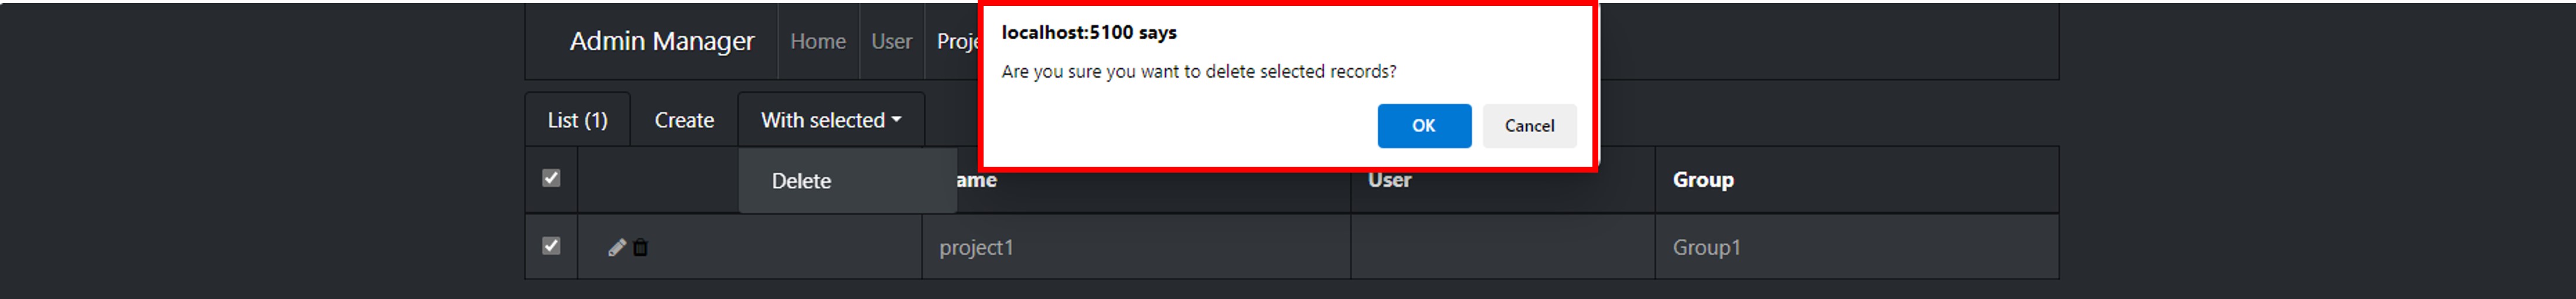 Admin Manager Home User Proje
localhost:5100 says
Are you sure you want to delete selected records?
OK Cancel
List (1) Create With selected
Delete
ame User Group
project1 Group1